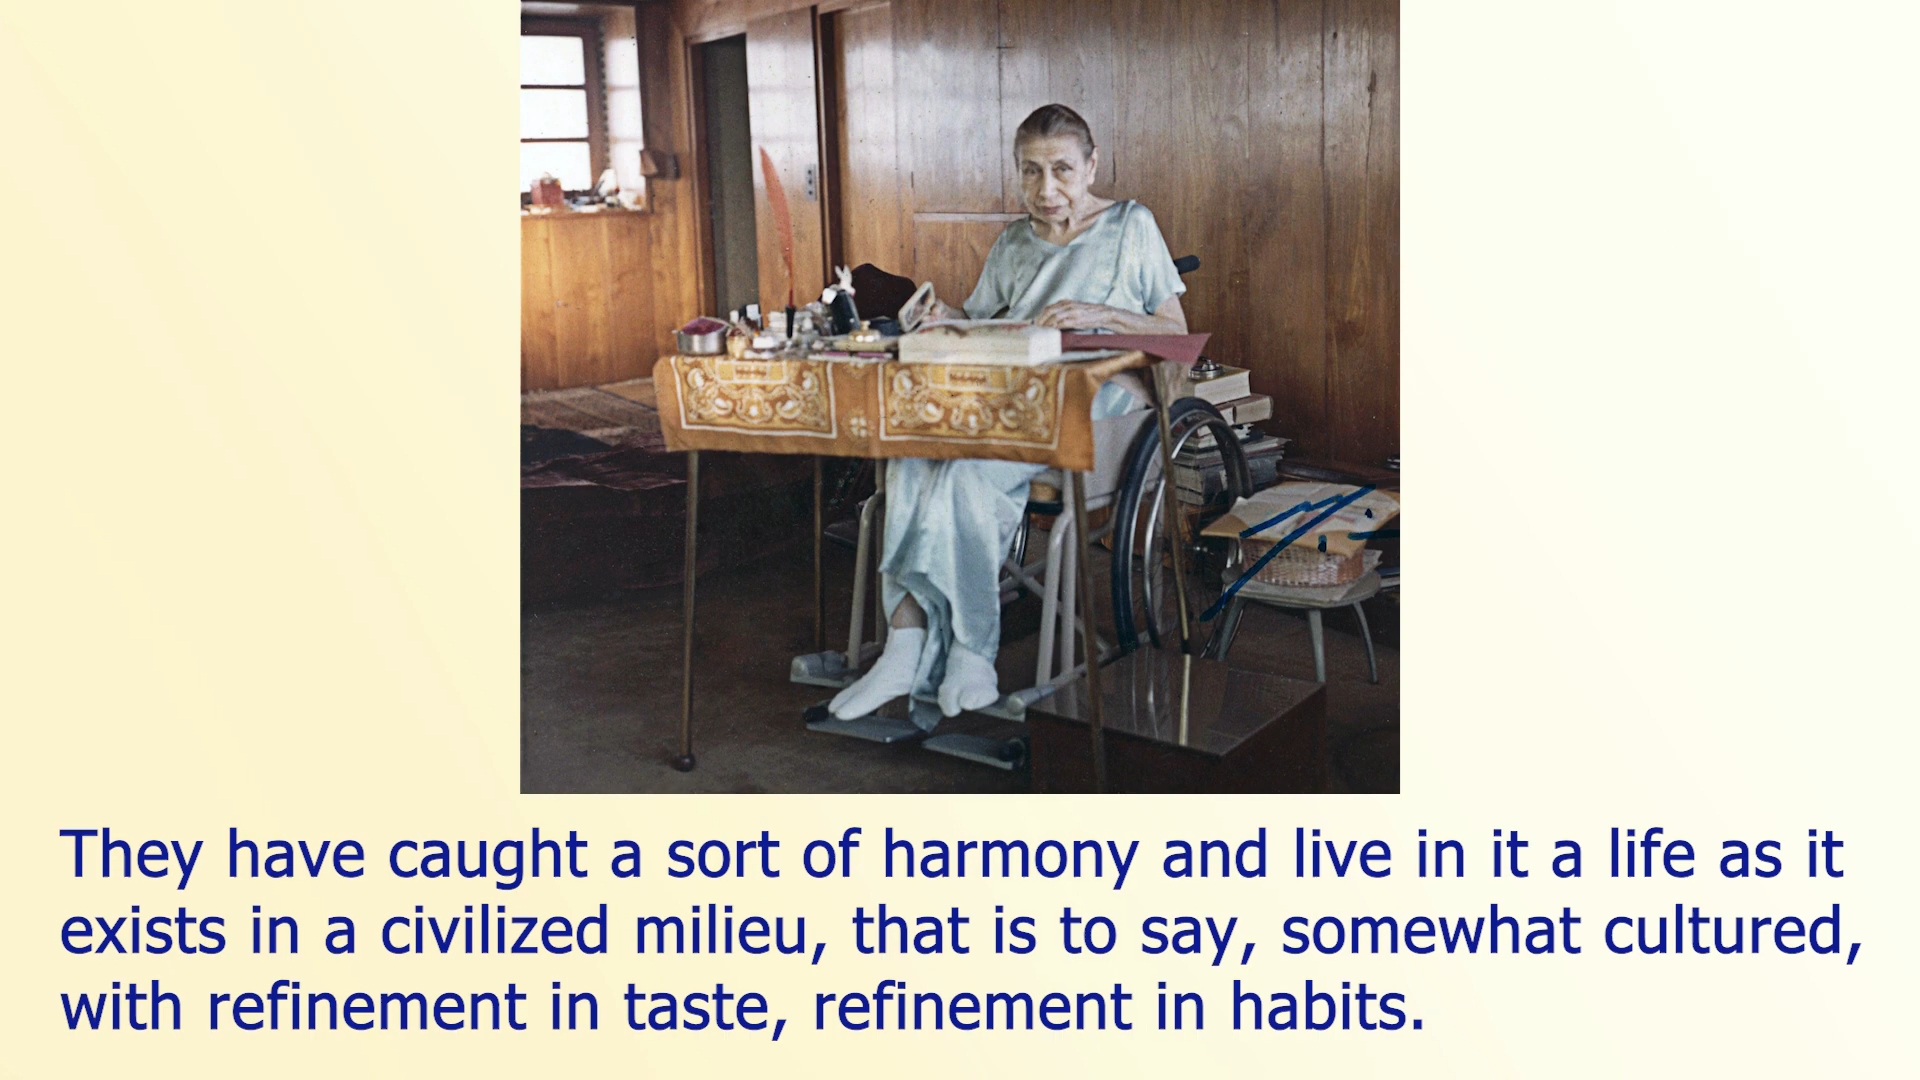 They have caught a sort of harmony and live in it a life as it
exists in a civilized milieu, that is to say, somewhat cultured,
with refinement in taste, refinement in habits.